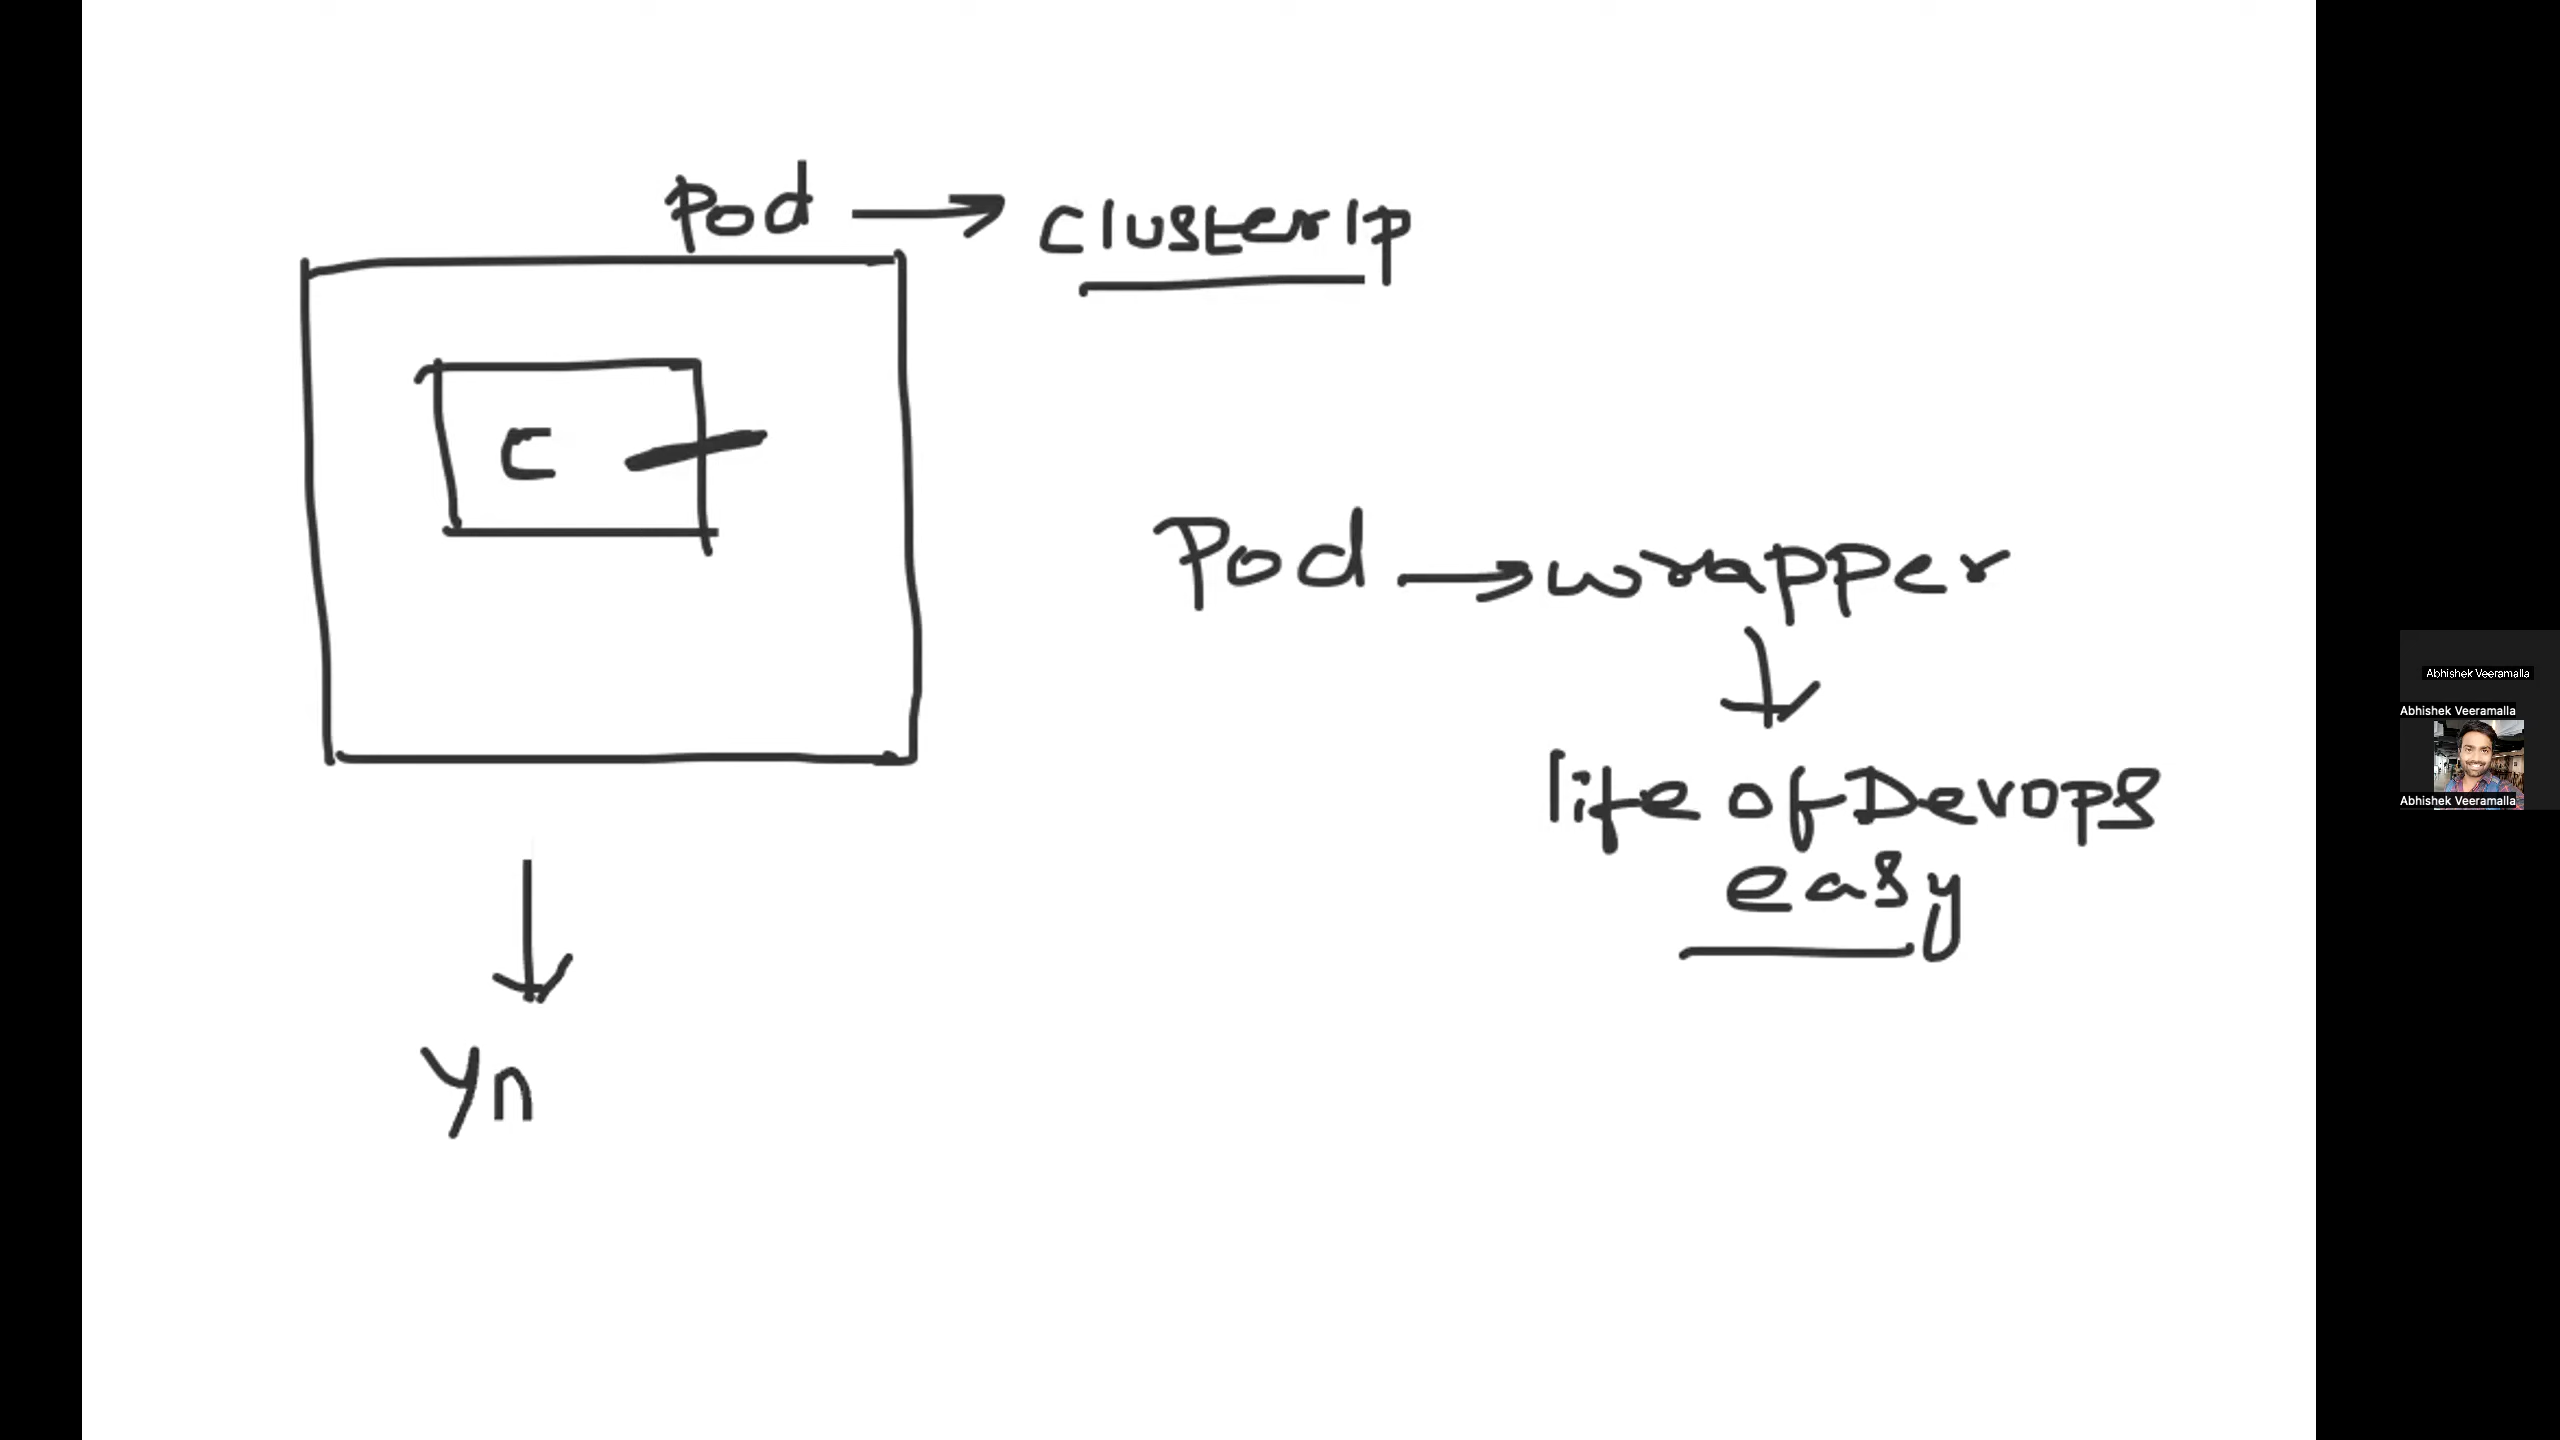 Pod → clusterIp
C
Pod → wrapper
life of Devops
easy
yn
Abhishek Veeramalla
Abhishek Veeramalla
Abhishek Veeramalla